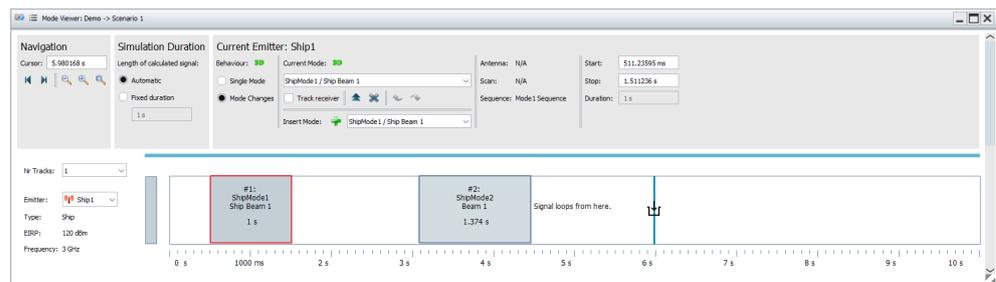 Mode Viewer: Demo -> Scenario 1
Navigation
Cursor: 5.980168 s
Simulation Duration
Length of calculated signal:
Automatic
Fixed duration
1 s
Current Emitter: Ship1
Behaviour:
Single Mode
Mode Changes
Current Mode:
ShipMode1 / Ship Beam 1
Track receiver
Insert Mode: ShipMode1 / Ship Beam 1
Antenna: N/A
Scan: N/A
Sequence: Mode1 Sequence
Start: 511.23595 ms
Stop: 1.511236 s
Duration: 1 s
Nr Tracks: 1
Emitter: Ship1
Type: Ship
EIRP: 120 dBm
Frequency: 3 GHz
#1:
ShipMode1
Ship Beam 1
1 s
#2:
ShipMode2
Beam 1
1.374 s
Signal loops from here.
0 s 1000 ms 2 s 3 s 4 s 5 s 6 s 7 s 8 s 9 s 10 s